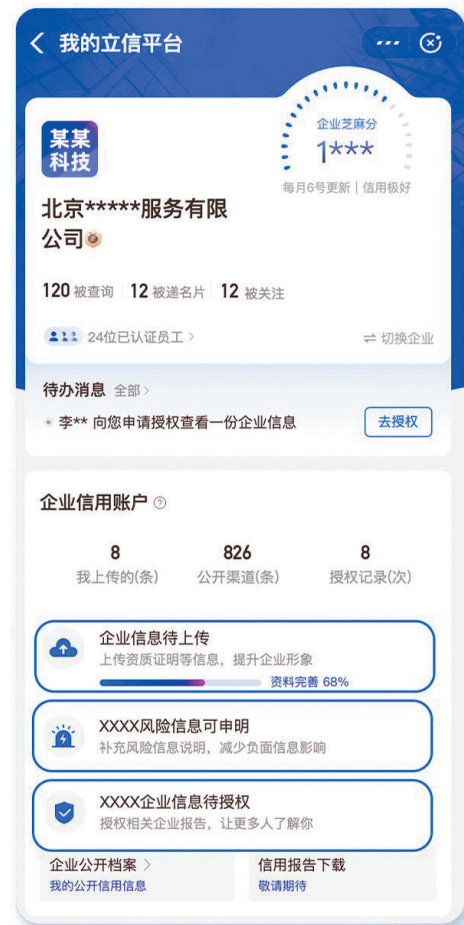 我的立信平台
某某
科技
企业芝麻分
1***
每月6号更新｜信用极好
北京*****服务有限
公司
120 被查询 12 被递名片 12 被关注
24位已认证员工 >
⇌ 切换企业
待办消息 全部 >
李** 向您申请授权查看一份企业信息
去授权
企业信用账户
8 826 8
我上传的(条) 公开渠道(条) 授权记录(次)
企业信息待上传
上传资质证明等信息，提升企业形象
资料完善 68%
XXXX风险信息可申明
补充风险信息说明，减少负面信息影响
XXXX企业信息待授权
授权相关企业报告，让更多人了解你
企业公开档案 >
我的公开信用信息
信用报告下载
敬请期待